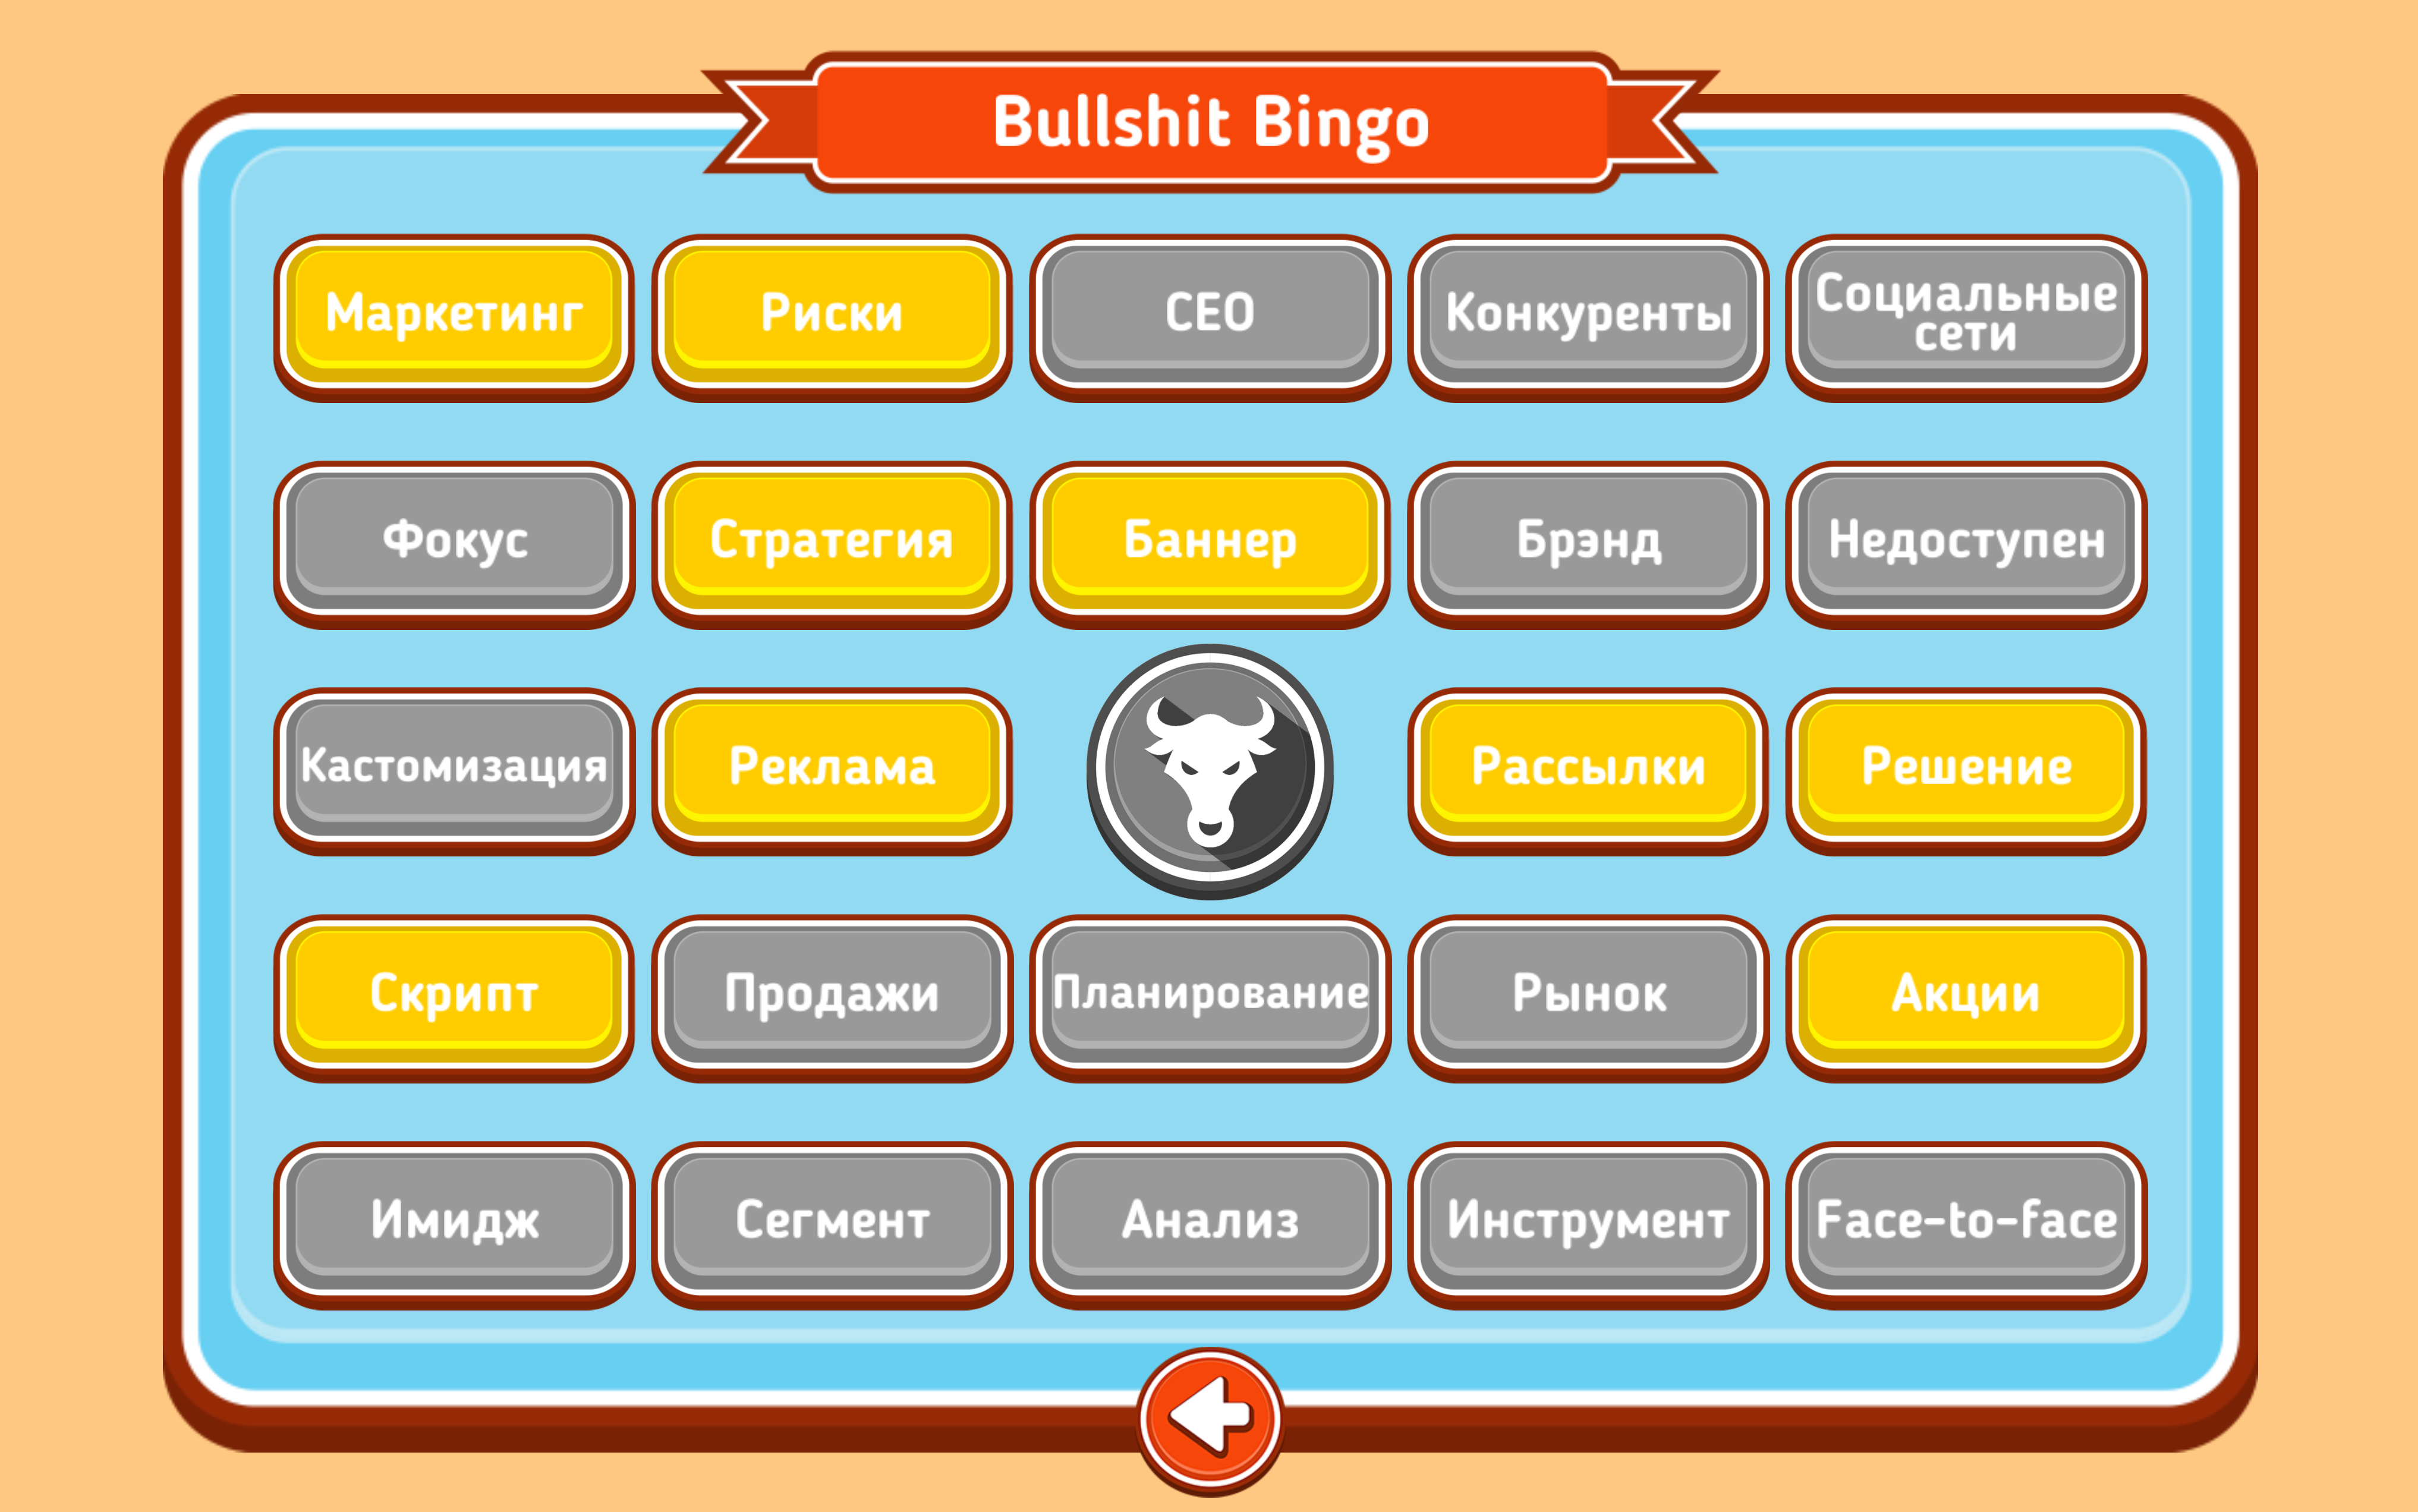 Bullshit Bingo
Маркетинг
Риски
CEO
Конкуренты
Социальные
сети
Фокус
Стратегия
Баннер
Брэнд
Недоступен
Кастомизация
Реклама
Рассылки
Решение
Скрипт
Продажи
Планирование
Рынок
Акции
Имидж
Сегмент
Анализ
Инструмент
Face-to-face